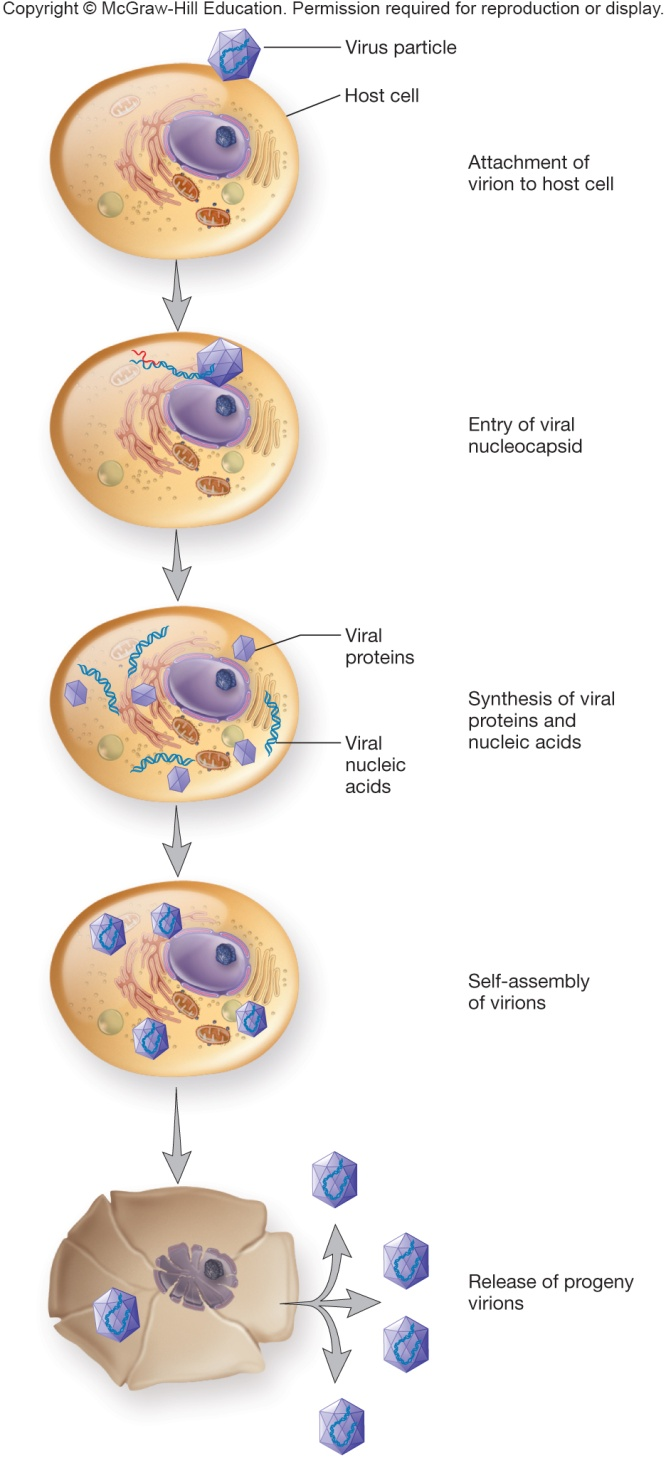 Copyright © McGraw-Hill Education. Permission required for reproduction or display.
Virus particle
Host cell
Attachment of
virion to host cell
Entry of viral
nucleocapsid
Viral
proteins
Synthesis of viral
proteins and
nucleic acids
Viral
nucleic
acids
Self-assembly
of virions
Release of progeny
virions